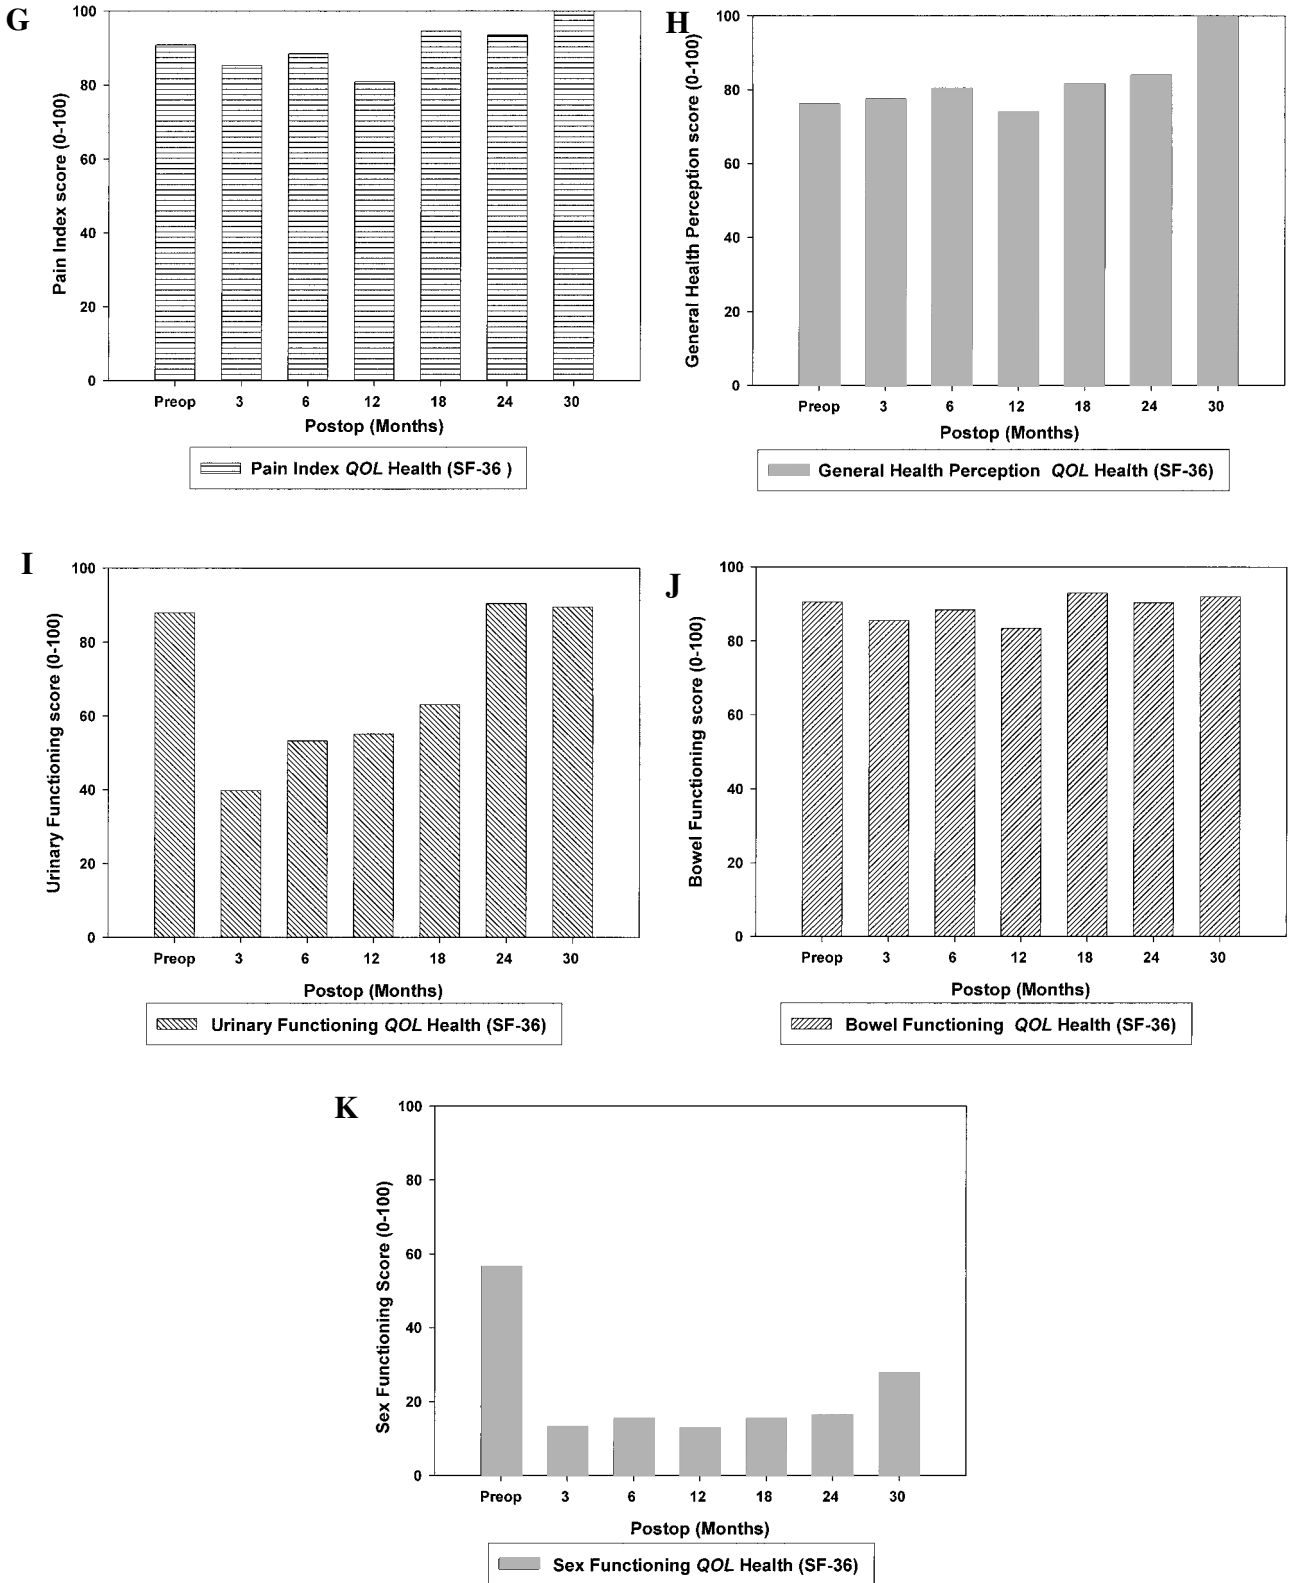 G
Pain Index score (0-100)
100
80
60
40
20
0
Preop 3 6 12 18 24 30
Postop (Months)
Pain Index QOL Health (SF-36 )
H
General Health Perception score (0-100)
100
80
60
40
20
0
Preop 3 6 12 18 24 30
Postop (Months)
General Health Perception QOL Health (SF-36)
I
Urinary Functioning score (0-100)
100
80
60
40
20
0
Preop 3 6 12 18 24 30
Postop (Months)
Urinary Functioning QOL Health (SF-36)
J
Bowel Functioning score (0-100)
100
80
60
40
20
0
Preop 3 6 12 18 24 30
Postop (Months)
Bowel Functioning QOL Health (SF-36)
K
Sex Functioning Score (0-100)
100
80
60
40
20
0
Preop 3 6 12 18 24 30
Postop (Months)
Sex Functioning QOL Health (SF-36)